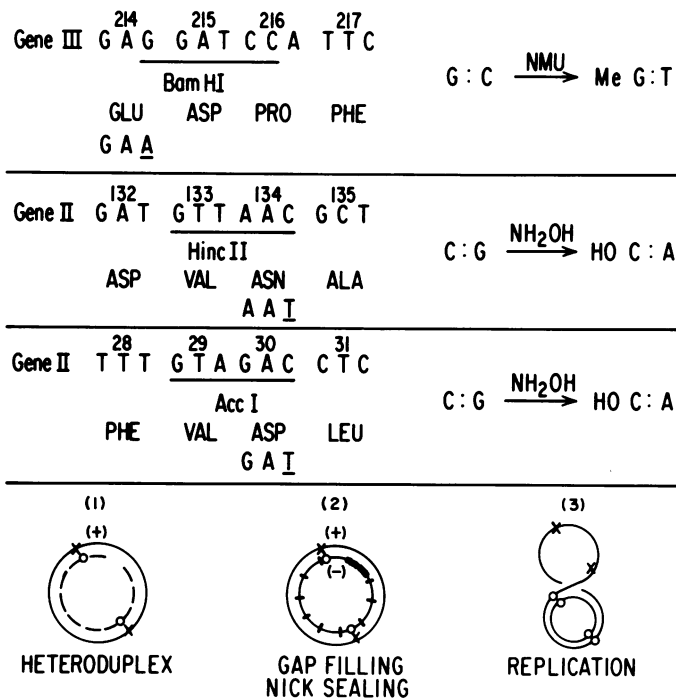 214 215 216 217
Gene III G A G G A T C C A T T C
Bam HI
GLU ASP PRO PHE
G A A
G : C NMU → Me G:T
132 133 134 135
Gene II G A T G T T A A C G C T
Hinc II
ASP VAL ASN ALA
A A T
C : G NH2OH → HO C : A
28 29 30 31
Gene II T T T G T A G A C C T C
Acc I
PHE VAL ASP LEU
G A T
C : G NH2OH → HO C : A
(1) (2) (3)
(+) (+)
(-)
HETERODUPLEX GAP FILLING REPLICATION
NICK SEALING